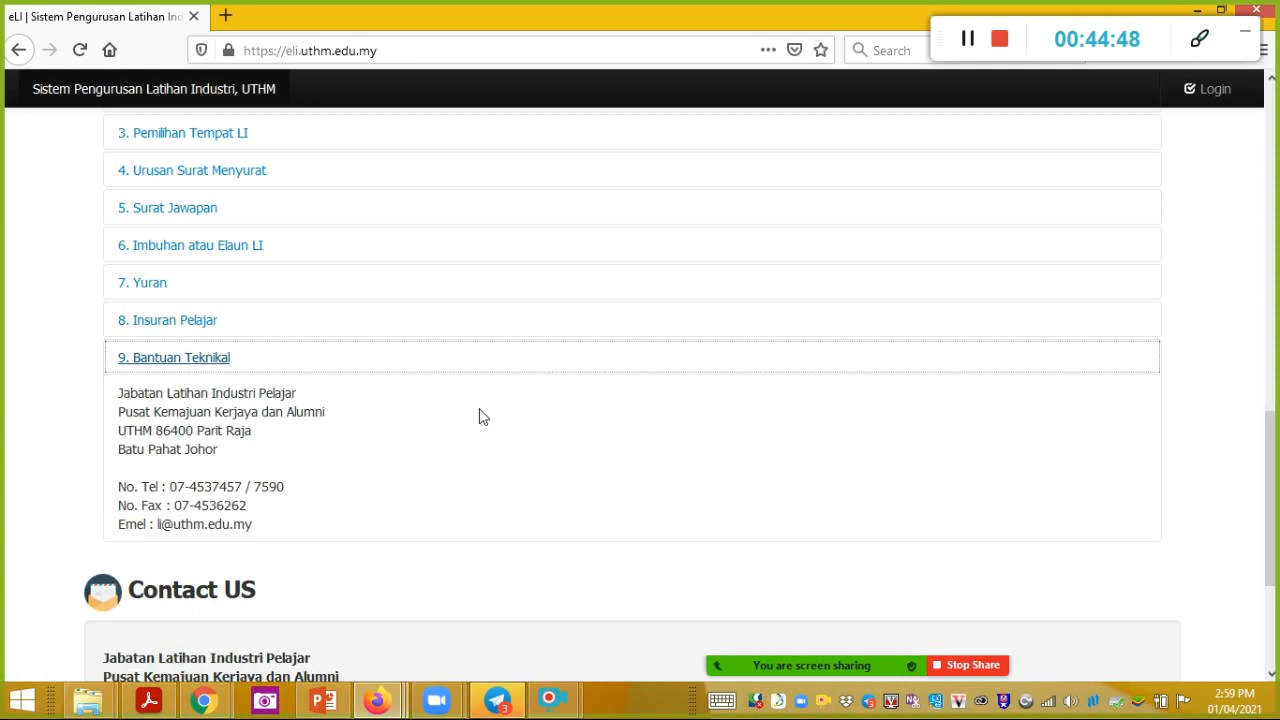 eLI | Sistem Pengurusan Latihan Ind
https://eli.uthm.edu.my
Search
00:44:48
Sistem Pengurusan Latihan Industri, UTHM
Login
3. Pemilihan Tempat LI
4. Urusan Surat Menyurat
5. Surat Jawapan
6. Imbuhan atau Elaun LI
7. Yuran
8. Insuran Pelajar
9. Bantuan Teknikal
Jabatan Latihan Industri Pelajar
Pusat Kemajuan Kerjaya dan Alumni
UTHM 86400 Parit Raja
Batu Pahat Johor
No. Tel : 07-4537457 / 7590
No. Fax : 07-4536262
Emel : li@uthm.edu.my
Contact US
Jabatan Latihan Industri Pelajar
Pusat Kemajuan Kerjaya dan Alumni
You are screen sharing
Stop Share
3
2:59 PM
01/04/2021